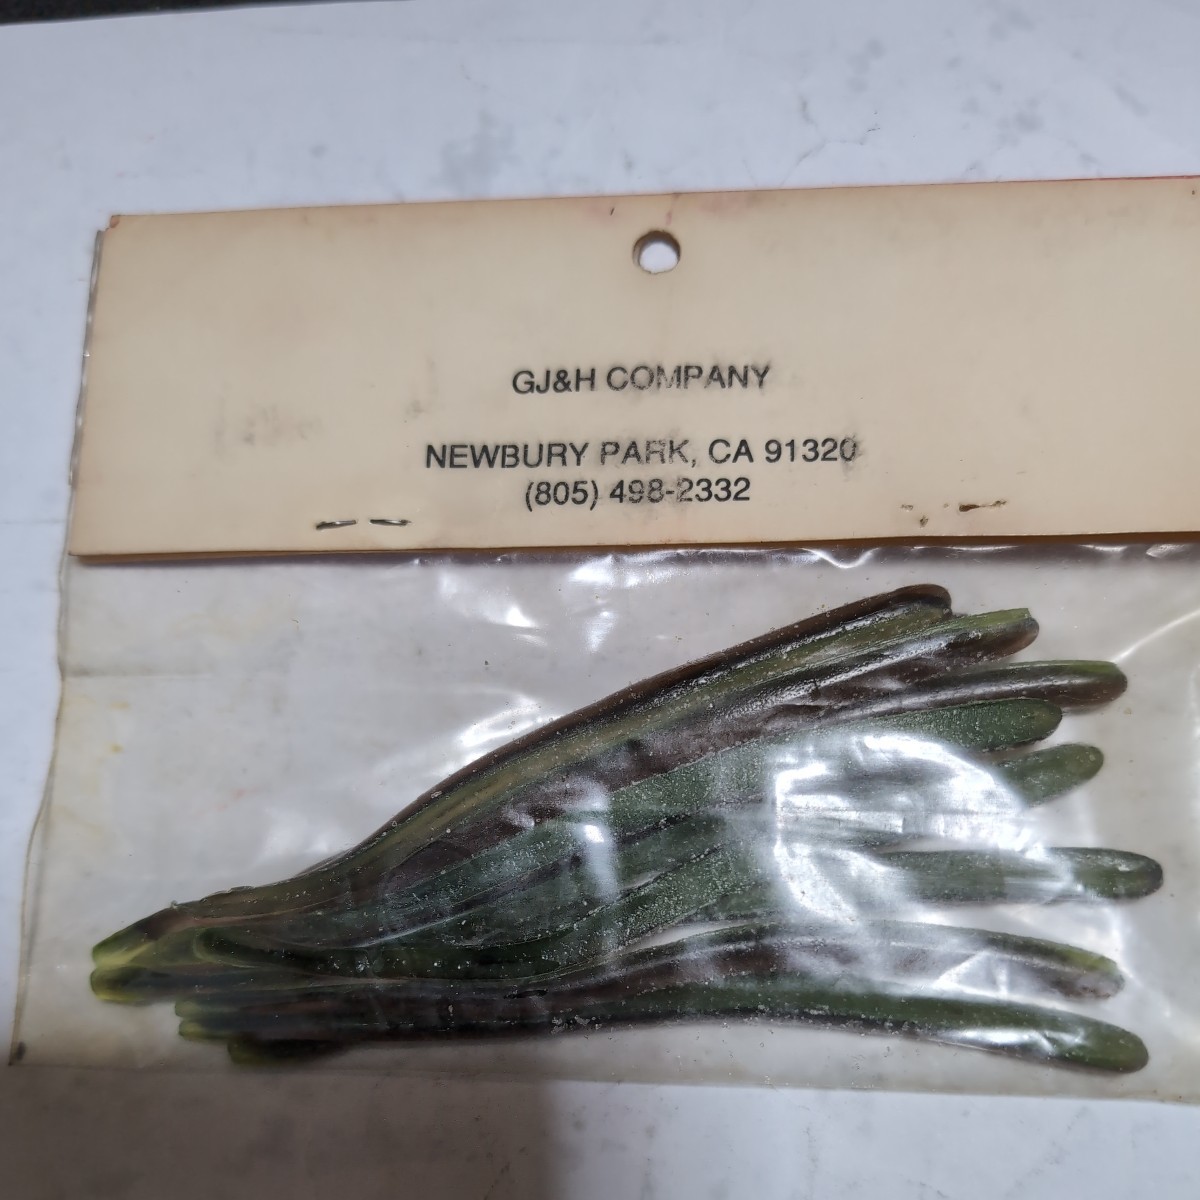 GJ&H COMPANY
NEWBURY PARK, CA 91320
(805) 498-2332